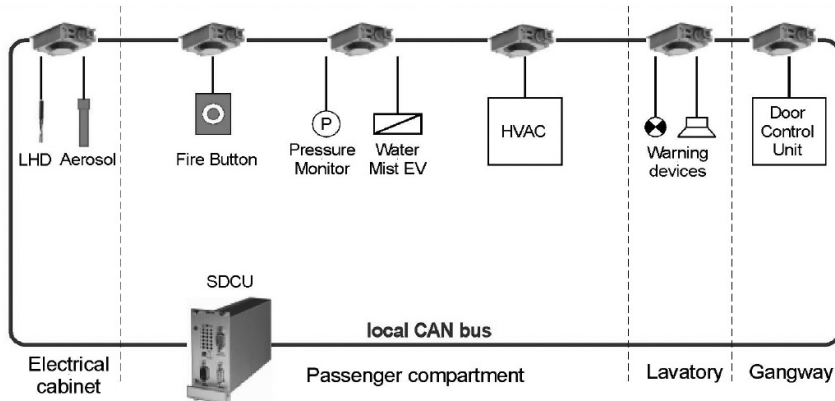 LHD Aerosol
Fire Button
P
Pressure
Monitor
Water
Mist EV
HVAC
Warning
devices
Door
Control
Unit
SDCU
local CAN bus
Electrical
cabinet
Passenger compartment
Lavatory
Gangway